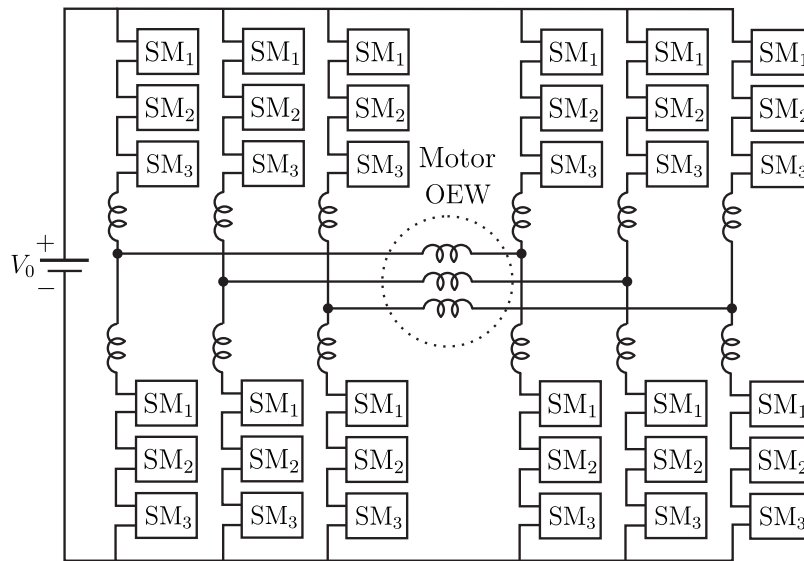 SM₁ SM₁ SM₁ SM₁ SM₁ SM₁
SM₂ SM₂ SM₂ SM₂ SM₂ SM₂
SM₃ SM₃ SM₃ SM₃ SM₃ SM₃
Motor
OEW
+
V₀
−
SM₁ SM₁ SM₁ SM₁ SM₁ SM₁
SM₂ SM₂ SM₂ SM₂ SM₂ SM₂
SM₃ SM₃ SM₃ SM₃ SM₃ SM₃